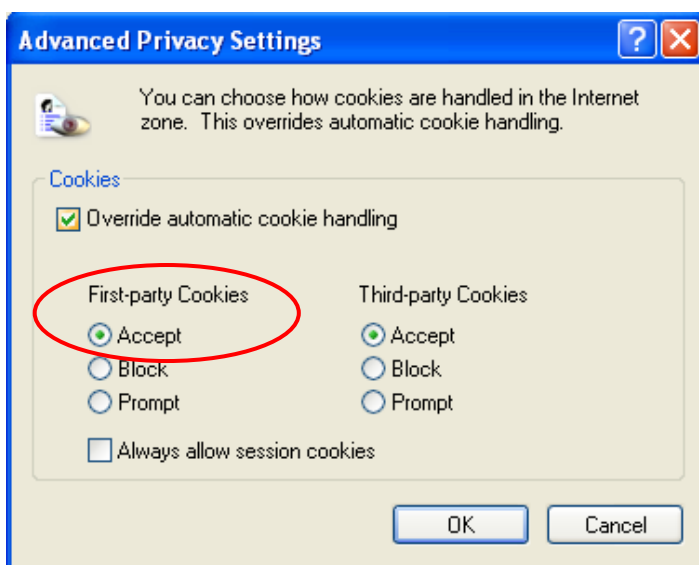 Advanced Privacy Settings
You can choose how cookies are handled in the Internet
zone.  This overrides automatic cookie handling.
Cookies
Override automatic cookie handling
First-party Cookies
Third-party Cookies
Accept
Accept
Block
Block
Prompt
Prompt
Always allow session cookies
OK
Cancel